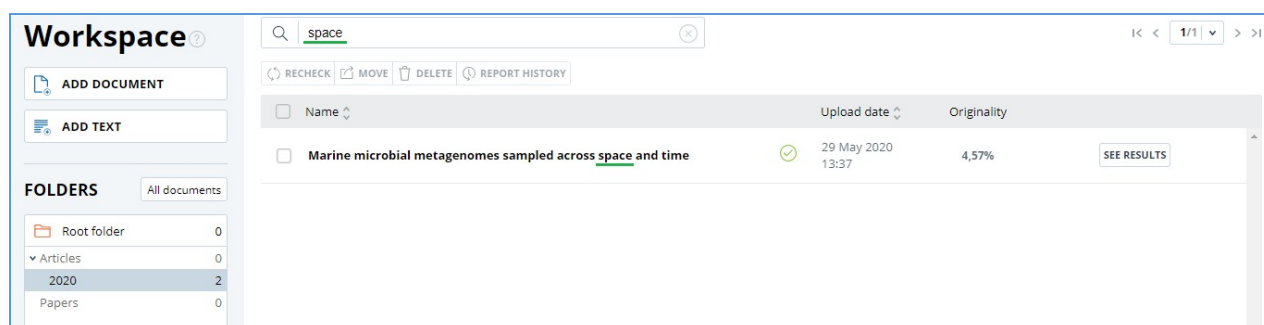 Workspace ?
space
1/1
RECHECK MOVE DELETE REPORT HISTORY
ADD DOCUMENT
ADD TEXT
Name Upload date Originality
Marine microbial metagenomes sampled across space and time 29 May 2020 4,57% SEE RESULTS
13:37
FOLDERS All documents
Root folder 0
Articles 0
2020 2
Papers 0